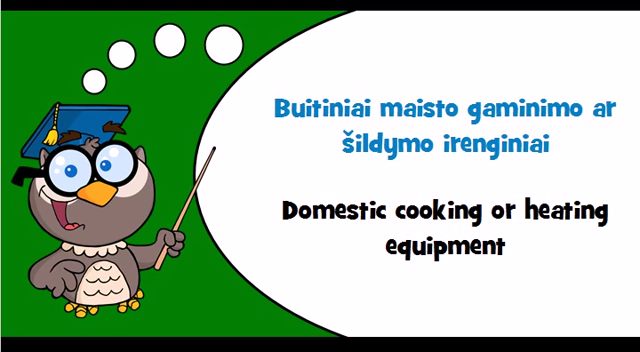 Buitiniai maisto gaminimo ar
šildymo irenginiai
Domestic cooking or heating
equipment